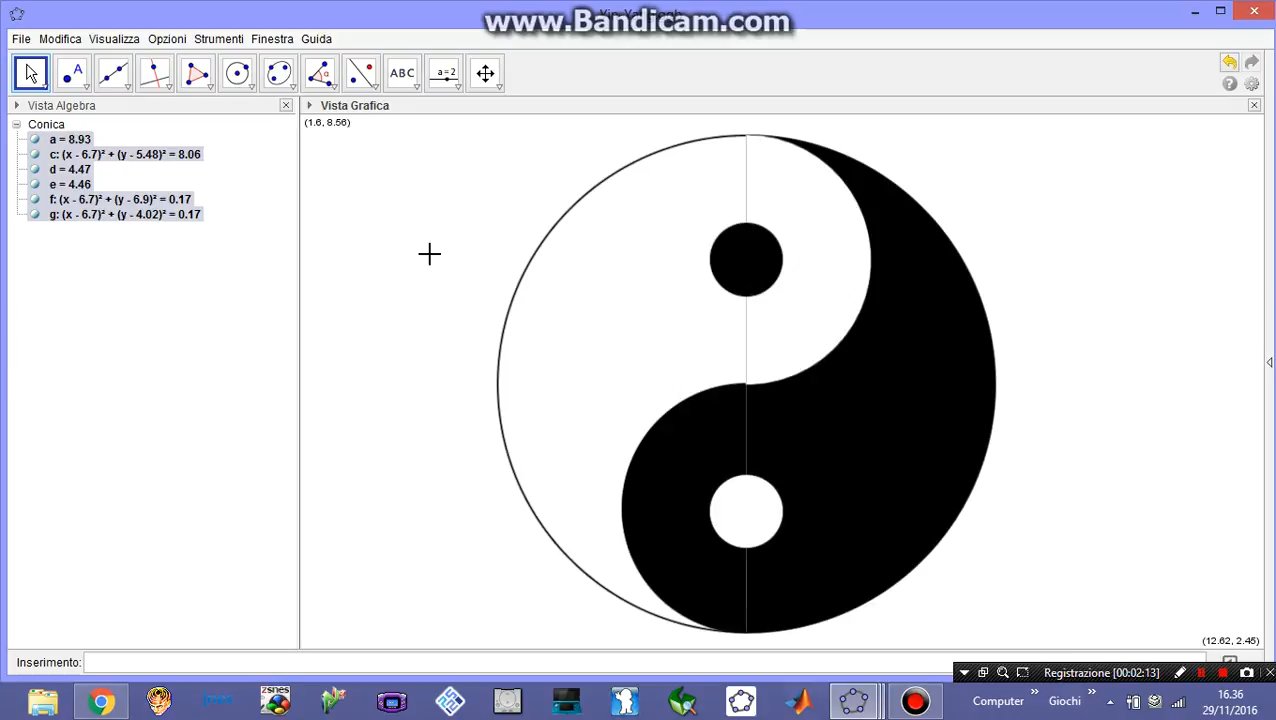 www.Bandicam.com
File Modifica Visualizza Opzioni Strumenti Finestra Guida
A
α
ABC
a=2
Vista Algebra
Vista Grafica
Conica
(1.6, 8.56)
a = 8.93
c: (x - 6.7)² + (y - 5.48)² = 8.06
d = 4.47
e = 4.46
f: (x - 6.7)² + (y - 6.9)² = 0.17
g: (x - 6.7)² + (y - 4.02)² = 0.17
(12.62, 2.45)
Inserimento:
Registrazione [00:02:13]
jnes
zsnes
Computer
Giochi
16.36
29/11/2016